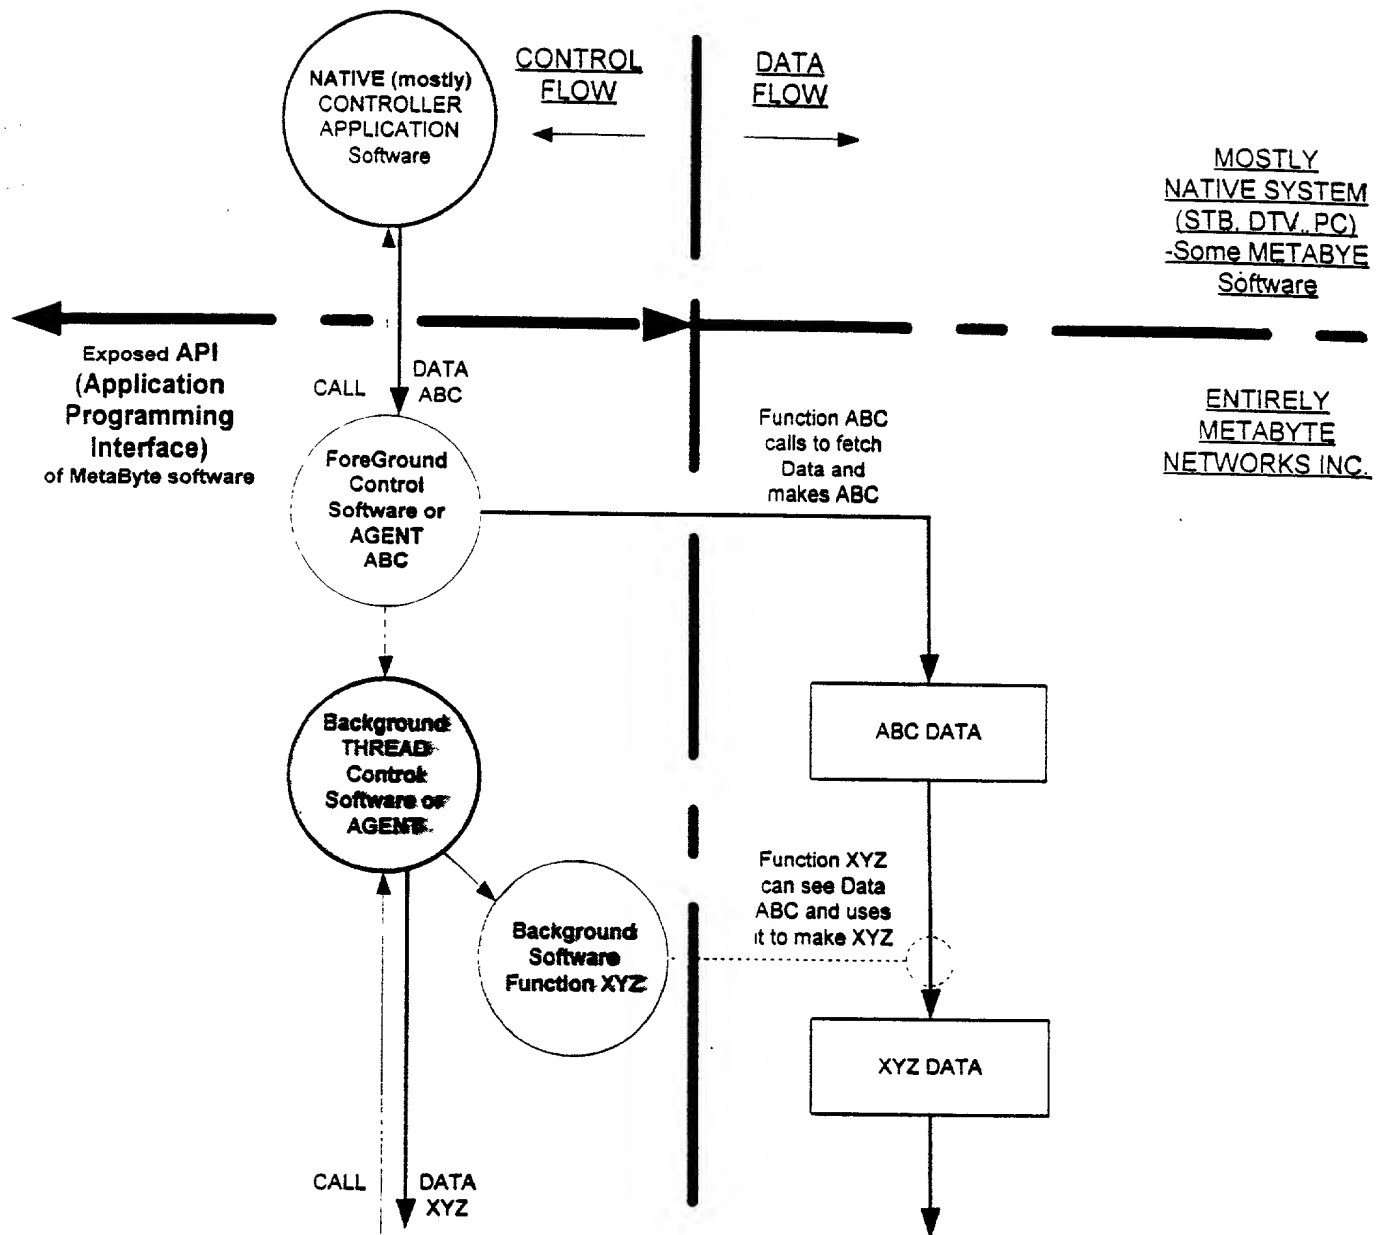 NATIVE (mostly)
CONTROLLER
APPLICATION
Software
CONTROL
FLOW
DATA
FLOW
MOSTLY
NATIVE SYSTEM
(STB, DTV, PC)
-Some METABYE
Software
Exposed API
(Application
Programming
Interface)
of MetaByte software
CALL
DATA
ABC
ENTIRELY
METABYTE
NETWORKS INC.
Function ABC
calls to fetch
Data and
makes ABC
ForeGround
Control
Software or
AGENT
ABC
Background
THREAD
Control
Software or
AGENT
ABC DATA
Function XYZ
can see Data
ABC and uses
it to make XYZ
Background
Software
Function XYZ
XYZ DATA
CALL
DATA
XYZ